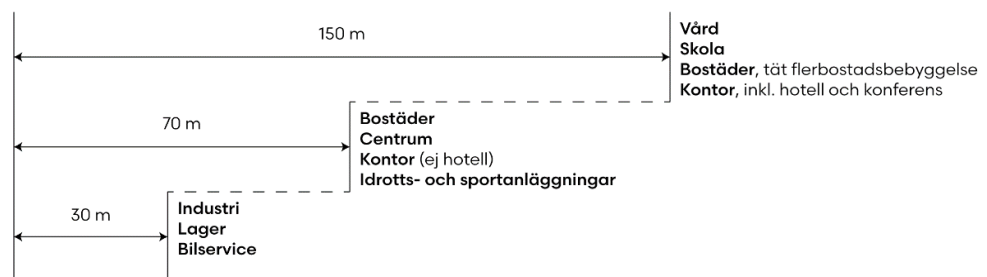 150 m
Vård
Skola
Bostäder, tät flerbostadsbebyggelse
Kontor, inkl. hotell och konferens
70 m
Bostäder
Centrum
Kontor (ej hotell)
Idrotts- och sportanläggningar
30 m
Industri
Lager
Bilservice